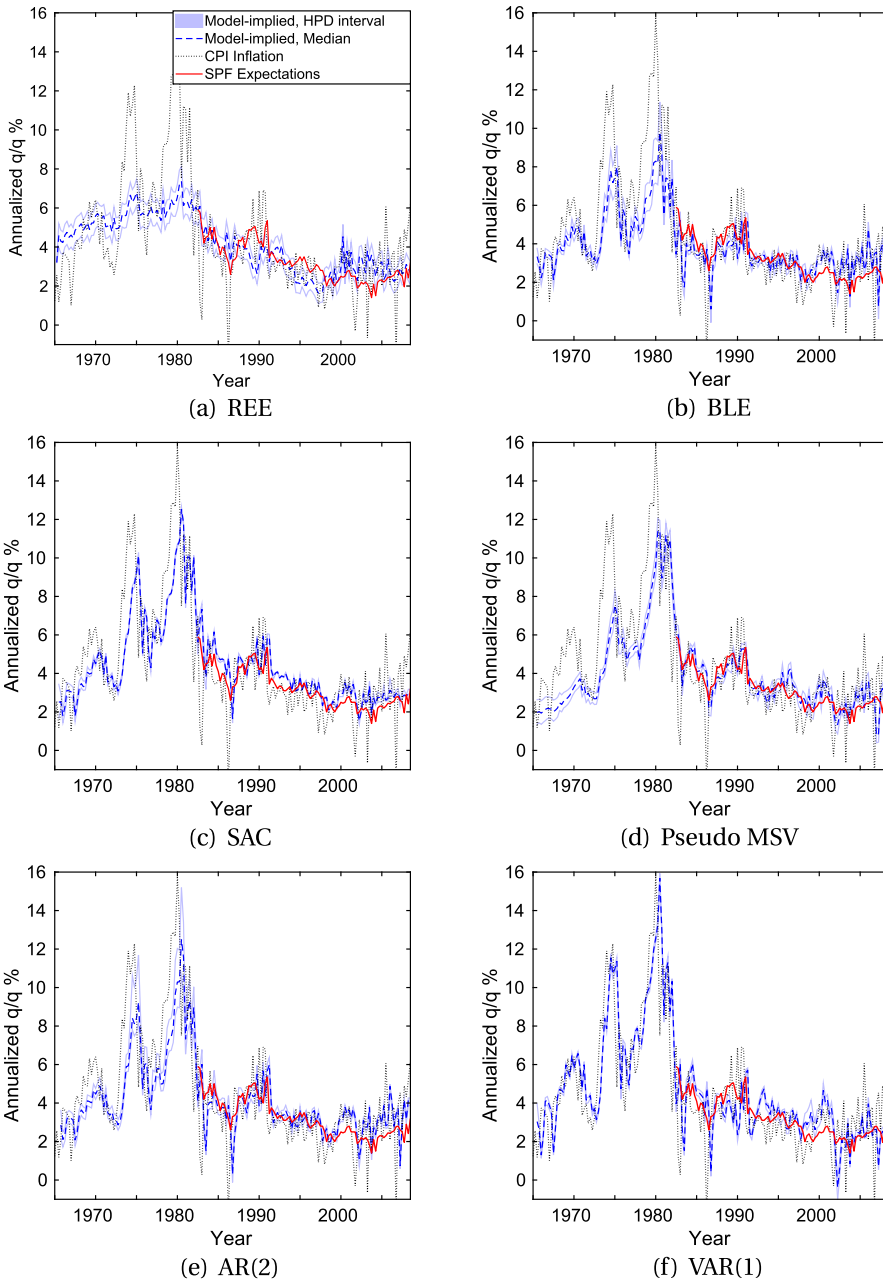 Model-implied, HPD interval
Model-implied, Median
CPI Inflation
SPF Expectations
Annualized q/q %
16
14
12
10
8
6
4
2
0
1970 1980 1990 2000
Year
(a) REE
Annualized q/q %
16
14
12
10
8
6
4
2
0
1970 1980 1990 2000
Year
(b) BLE
Annualized q/q %
16
14
12
10
8
6
4
2
0
1970 1980 1990 2000
Year
(c) SAC
Annualized q/q %
16
14
12
10
8
6
4
2
0
1970 1980 1990 2000
Year
(d) Pseudo MSV
Annualized q/q %
16
14
12
10
8
6
4
2
0
1970 1980 1990 2000
Year
(e) AR(2)
Annualized q/q %
16
14
12
10
8
6
4
2
0
1970 1980 1990 2000
Year
(f) VAR(1)